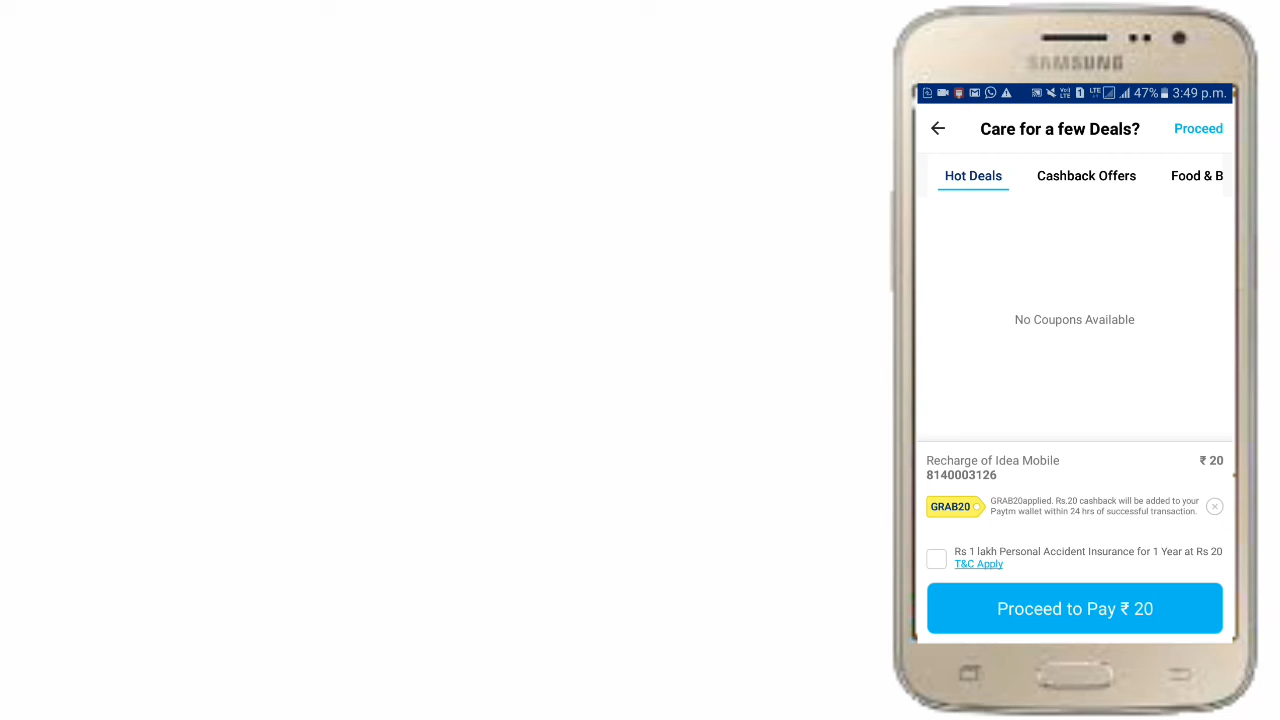 SAMSUNG
47% 3:49 p.m.
Care for a few Deals?
Proceed
Hot Deals
Cashback Offers
Food & B
No Coupons Available
Recharge of Idea Mobile
₹ 20
8140003126
GRAB20
GRAB20applied. Rs.20 cashback will be added to your
Paytm wallet within 24 hrs of successful transaction.
Rs 1 lakh Personal Accident Insurance for 1 Year at Rs 20
T&C Apply
Proceed to Pay ₹ 20